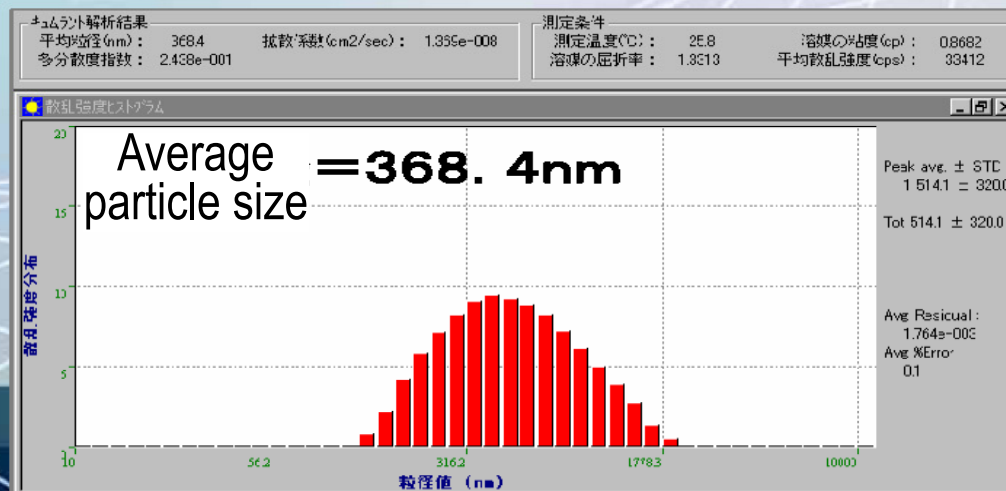 キュムラント解析結果
平均粒径(nm): 368.4 拡散係数(cm2/sec): 1.359e-008
多分散度指数: 2.438e-001
測定条件
測定温度(℃): 25.8 溶媒の粘度(cp): 0.8682
溶媒の屈折率: 1.3313 平均散乱強度(cps): 33412
散乱強度ヒストグラム
Average
particle size =368.4nm
20
15
10
5
散乱強度分布
10 56.2 316.2 1778.3 10000
粒径値 (nm)
Peak avg. ± STD
1 514.1 ± 320.0
Tot 514.1 ± 320.0
Avg Residual:
1.764e-003
Avg %Error
0.1